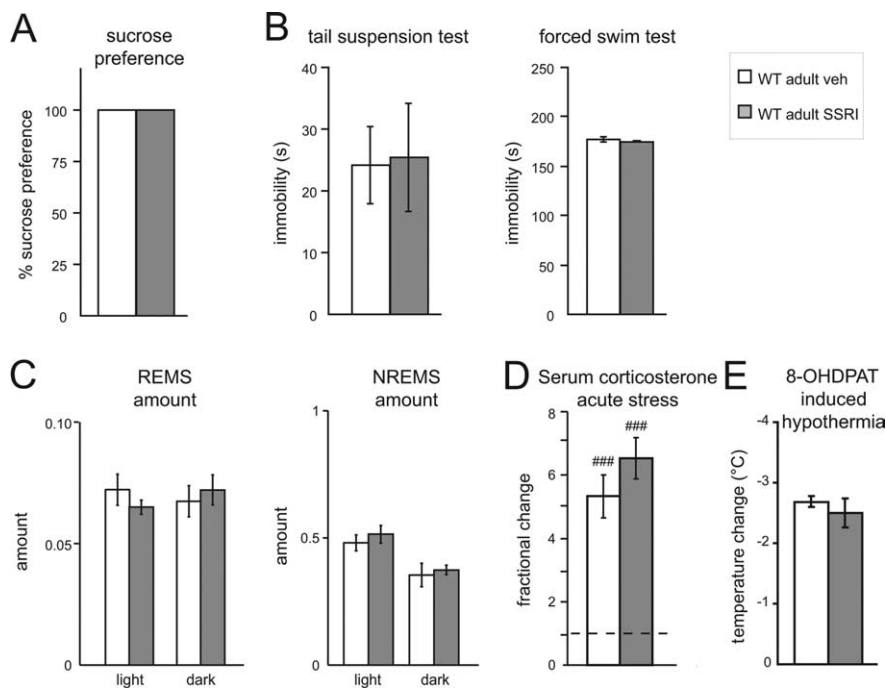 A
sucrose
preference
% sucrose preference
100
75
50
25
0
B
tail suspension test
immobility (s)
40
30
20
10
0
forced swim test
immobility (s)
250
200
150
100
50
0
WT adult veh
WT adult SSRI
C
REMS
amount
amount
0.10
0.05
0
light
dark
NREMS
amount
amount
1
0.5
0
light
dark
D
Serum corticosterone
acute stress
fractional change
8
6
4
2
0
###
###
E
8-OHDPAT
induced
hypothermia
temperature change (°C)
-4
-3
-2
-1
0